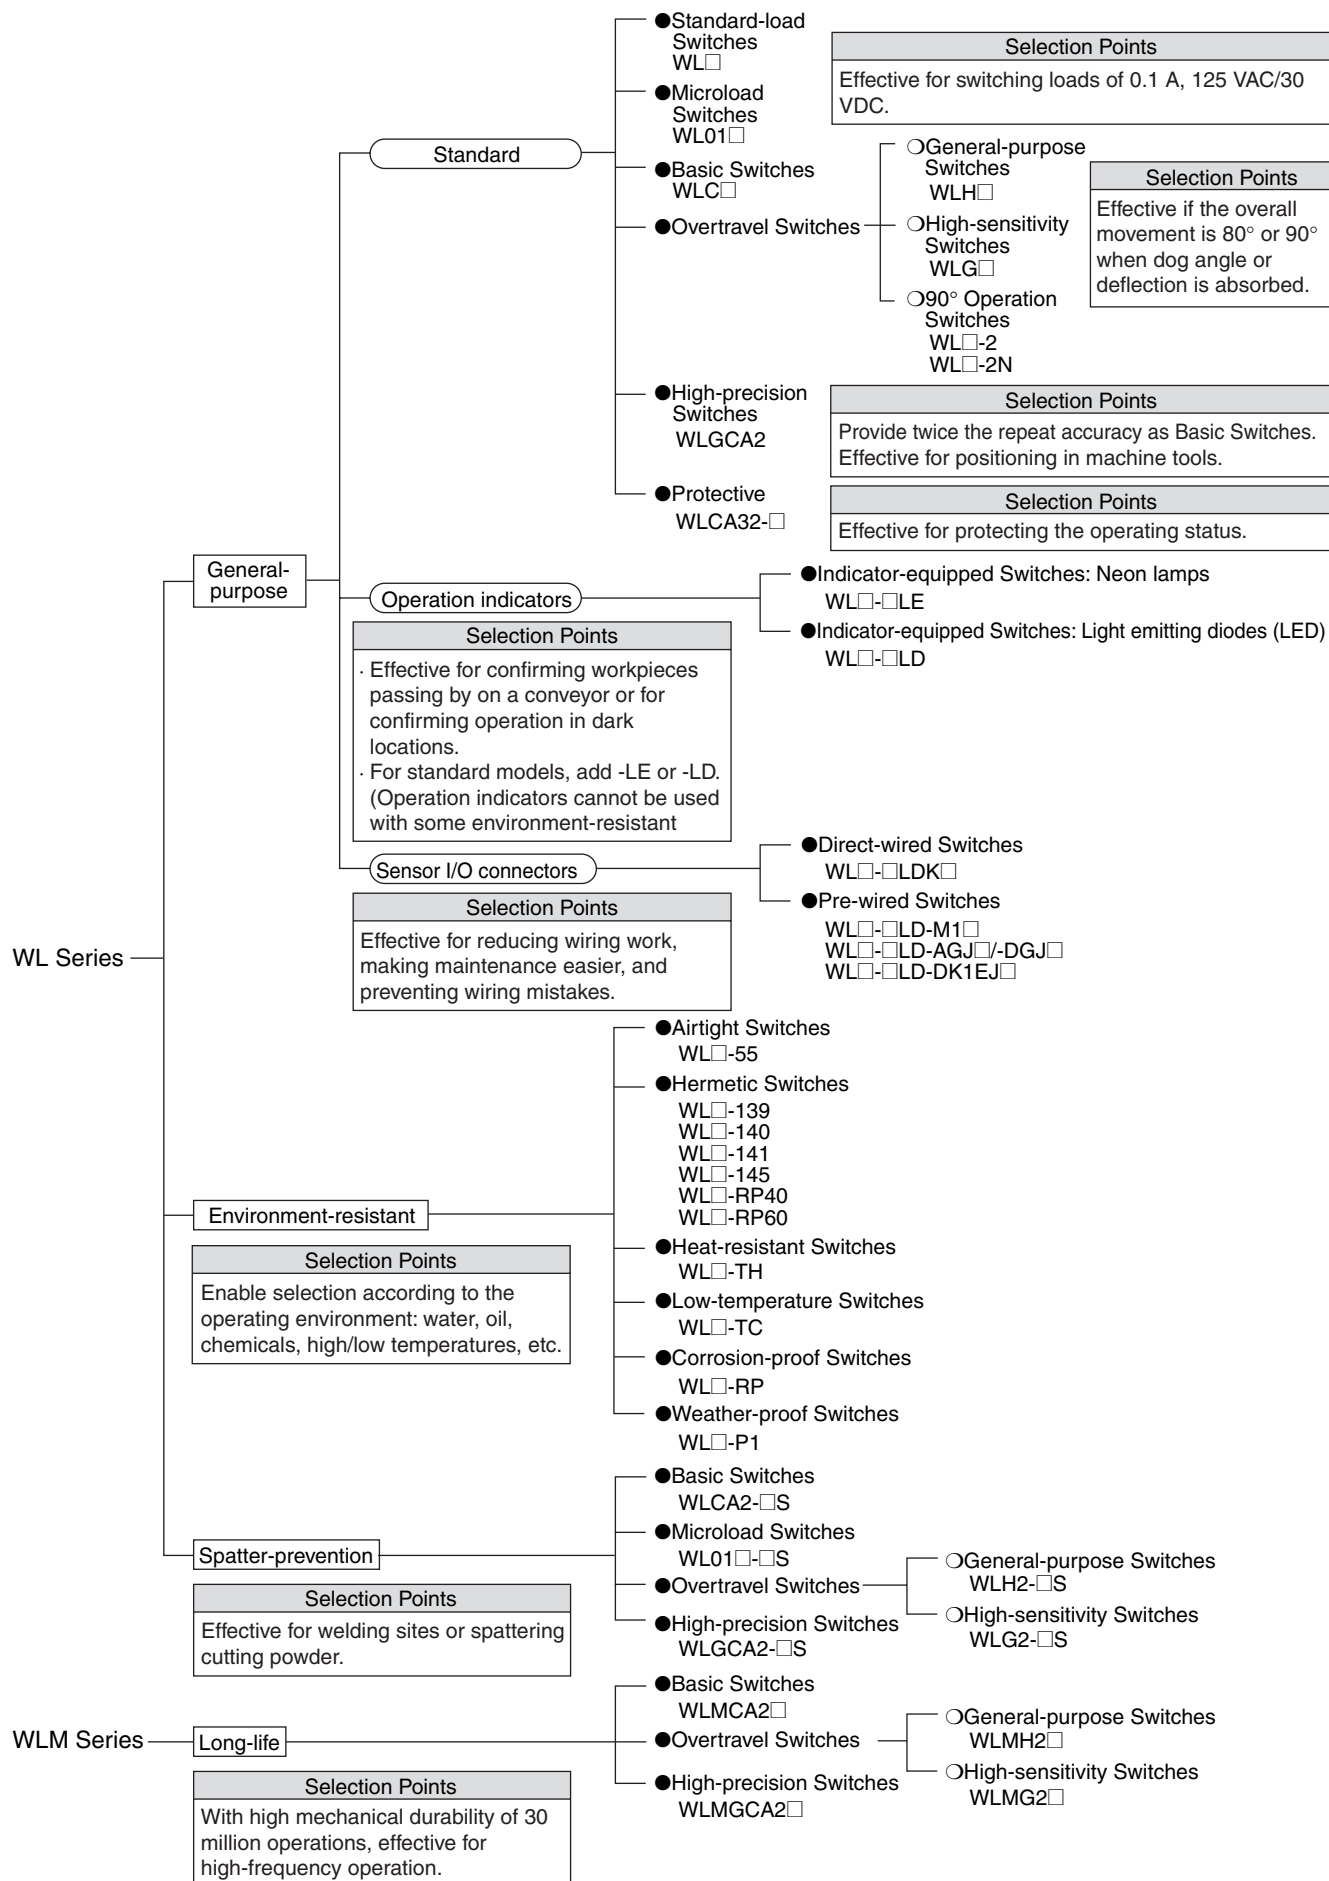 ●Standard-load
Switches
WL□
Selection Points
Effective for switching loads of 0.1 A, 125 VAC/30
VDC.
●Microload
Switches
WL01□
Standard
●Basic Switches
WLC□
●Overtravel Switches
❍General-purpose
Switches
WLH□
❍High-sensitivity
Switches
WLG□
❍90° Operation
Switches
WL□-2
WL□-2N
Selection Points
Effective if the overall
movement is 80° or 90°
when dog angle or
deflection is absorbed.
●High-precision
Switches
WLGCA2
Selection Points
Provide twice the repeat accuracy as Basic Switches.
Effective for positioning in machine tools.
●Protective
WLCA32-□
Selection Points
Effective for protecting the operating status.
General-
purpose
Operation indicators
●Indicator-equipped Switches: Neon lamps
WL□-□LE
●Indicator-equipped Switches: Light emitting diodes (LED)
WL□-□LD
Selection Points
· Effective for confirming workpieces
passing by on a conveyor or for
confirming operation in dark
locations.
· For standard models, add -LE or -LD.
(Operation indicators cannot be used
with some environment-resistant
Sensor I/O connectors
●Direct-wired Switches
WL□-□LDK□
●Pre-wired Switches
WL□-□LD-M1□
WL□-□LD-AGJ□/-DGJ□
WL□-□LD-DK1EJ□
Selection Points
Effective for reducing wiring work,
making maintenance easier, and
preventing wiring mistakes.
WL Series
●Airtight Switches
WL□-55
●Hermetic Switches
WL□-139
WL□-140
WL□-141
WL□-145
WL□-RP40
WL□-RP60
Environment-resistant
Selection Points
Enable selection according to the
operating environment: water, oil,
chemicals, high/low temperatures, etc.
●Heat-resistant Switches
WL□-TH
●Low-temperature Switches
WL□-TC
●Corrosion-proof Switches
WL□-RP
●Weather-proof Switches
WL□-P1
●Basic Switches
WLCA2-□S
●Microload Switches
WL01□-□S
Spatter-prevention
Selection Points
Effective for welding sites or spattering
cutting powder.
●Overtravel Switches
❍General-purpose Switches
WLH2-□S
❍High-sensitivity Switches
WLG2-□S
●High-precision Switches
WLGCA2-□S
●Basic Switches
WLMCA2□
WLM Series
Long-life
●Overtravel Switches
❍General-purpose Switches
WLMH2□
❍High-sensitivity Switches
WLMG2□
●High-precision Switches
WLMGCA2□
Selection Points
With high mechanical durability of 30
million operations, effective for
high-frequency operation.